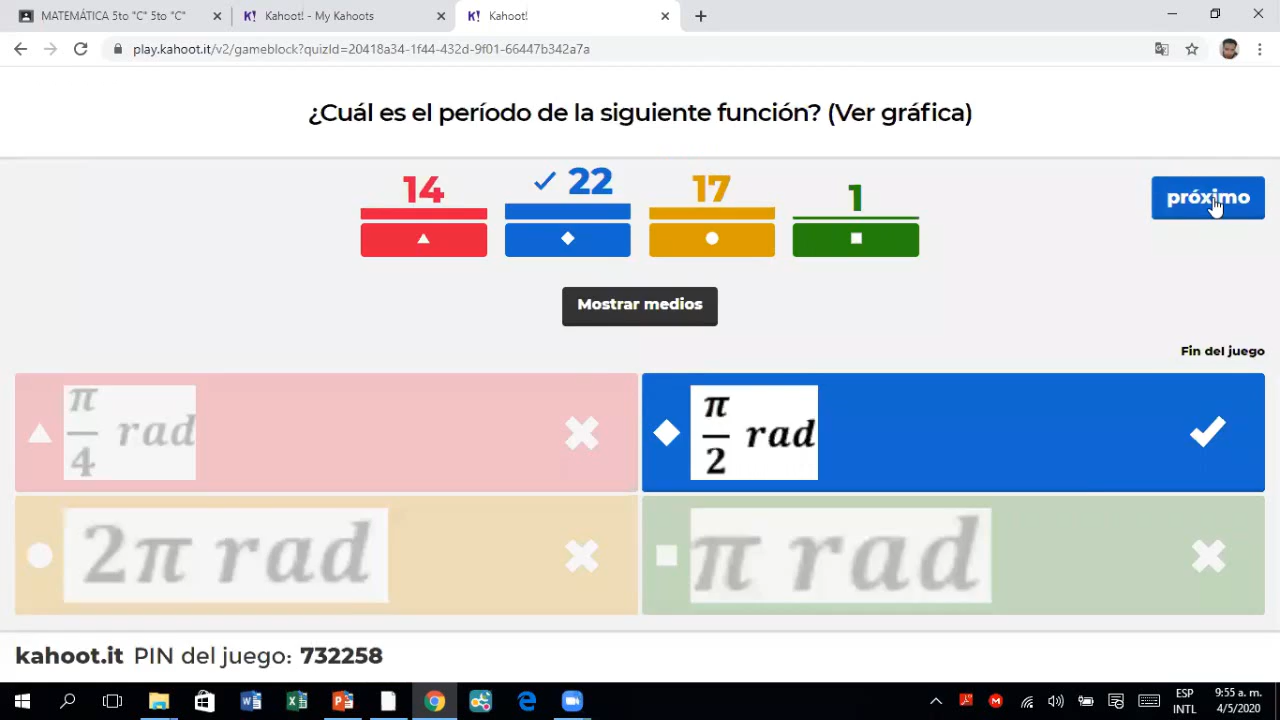 MATEMÁTICA 5to "C" 5to "C"
Kahoot! - My Kahoots
Kahoot!
play.kahoot.it/v2/gameblock?quizId=20418a34-1f44-432d-9f01-66447b342a7a
¿Cuál es el período de la siguiente función? (Ver gráfica)
14
22
17
1
próximo
Mostrar medios
Fin del juego
π/4 rad
π/2 rad
2π rad
π rad
kahoot.it PIN del juego: 732258
ESP
INTL
9:55 a. m.
4/5/2020